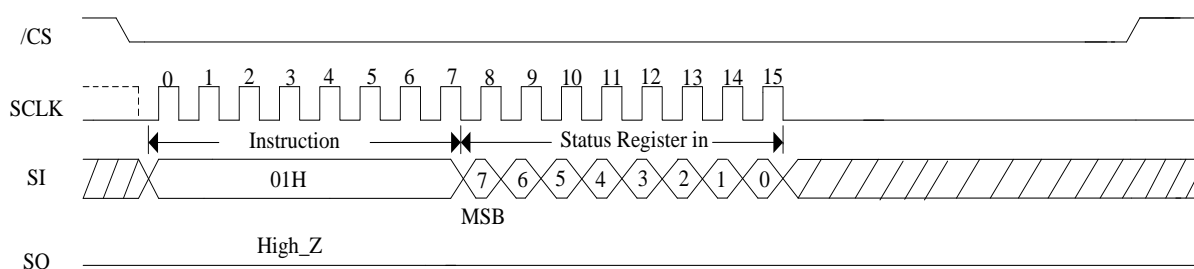 /CS
0 1 2 3 4 5 6 7 8 9 10 11 12 13 14 15
SCLK
Instruction Status Register in
SI 01H 7 6 5 4 3 2 1 0
MSB
High_Z
SO